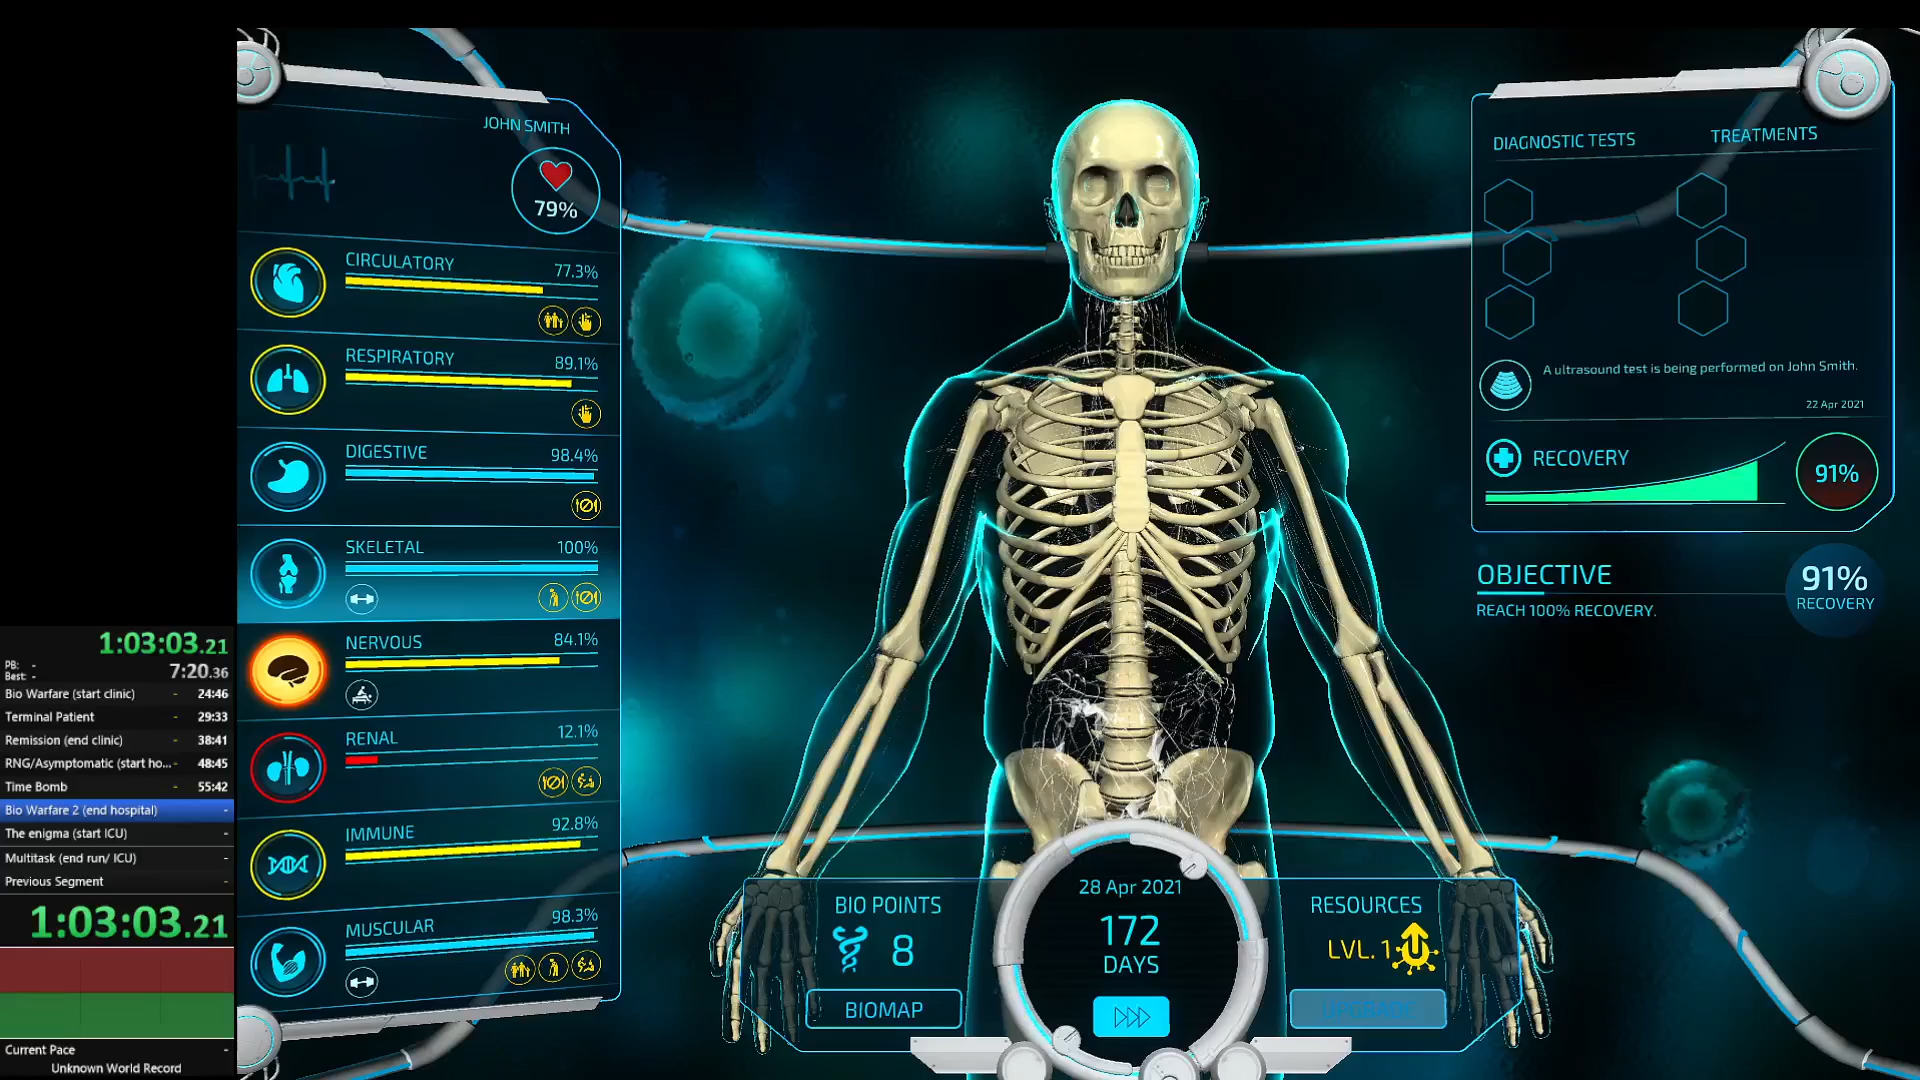 JOHN SMITH
79%
CIRCULATORY 77.3%
RESPIRATORY 89.1%
DIGESTIVE 98.4%
SKELETAL 100%
NERVOUS 84.1%
RENAL 12.1%
IMMUNE 92.8%
MUSCULAR 98.3%
DIAGNOSTIC TESTS TREATMENTS
A ultrasound test is being performed on John Smith.
22 Apr 2021
RECOVERY 91%
OBJECTIVE
REACH 100% RECOVERY.
91%
RECOVERY
BIO POINTS
8
BIOMAP
28 Apr 2021
172
DAYS
RESOURCES
LVL. 1
UPGRADE
1:03:03.21
PB: -
Best: -
7:20.36
Bio Warfare (start clinic) - 24:46
Terminal Patient - 29:33
Remission (end clinic) - 38:41
RNG/Asymptomatic (start ho... - 48:45
Time Bomb - 55:42
Bio Warfare 2 (end hospital) -
The enigma (start ICU) -
Multitask (end run/ ICU) -
Previous Segment -
1:03:03.21
Current Pace -
Unknown World Record